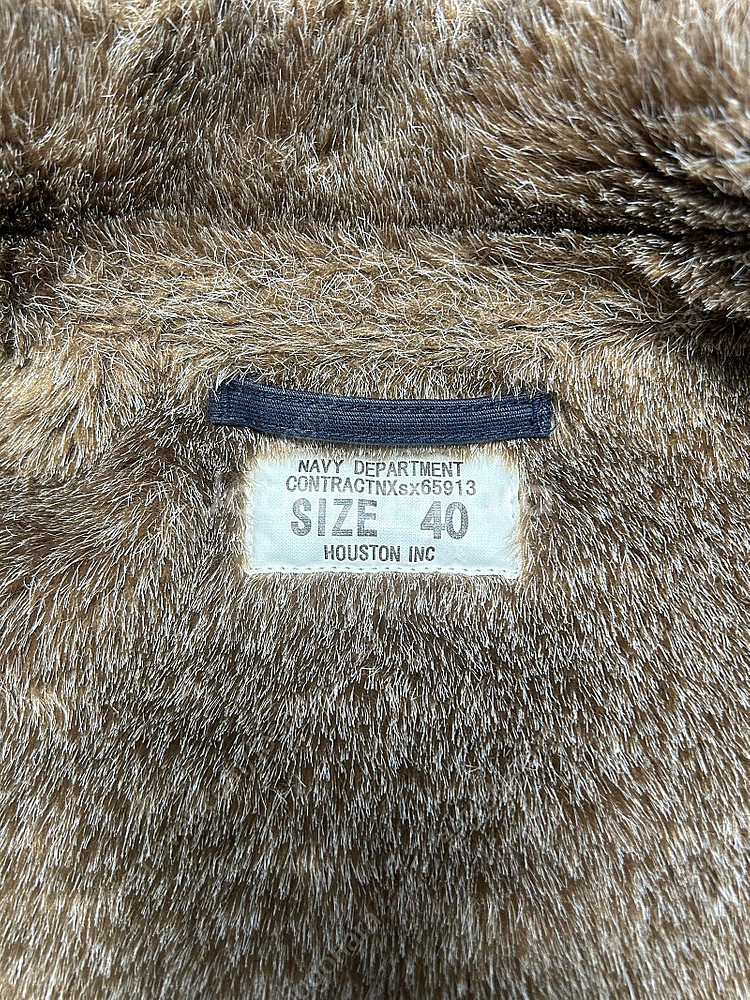 NAVY DEPARTMENT
CONTRACTNXsx65913
SIZE 40
HOUSTON INC